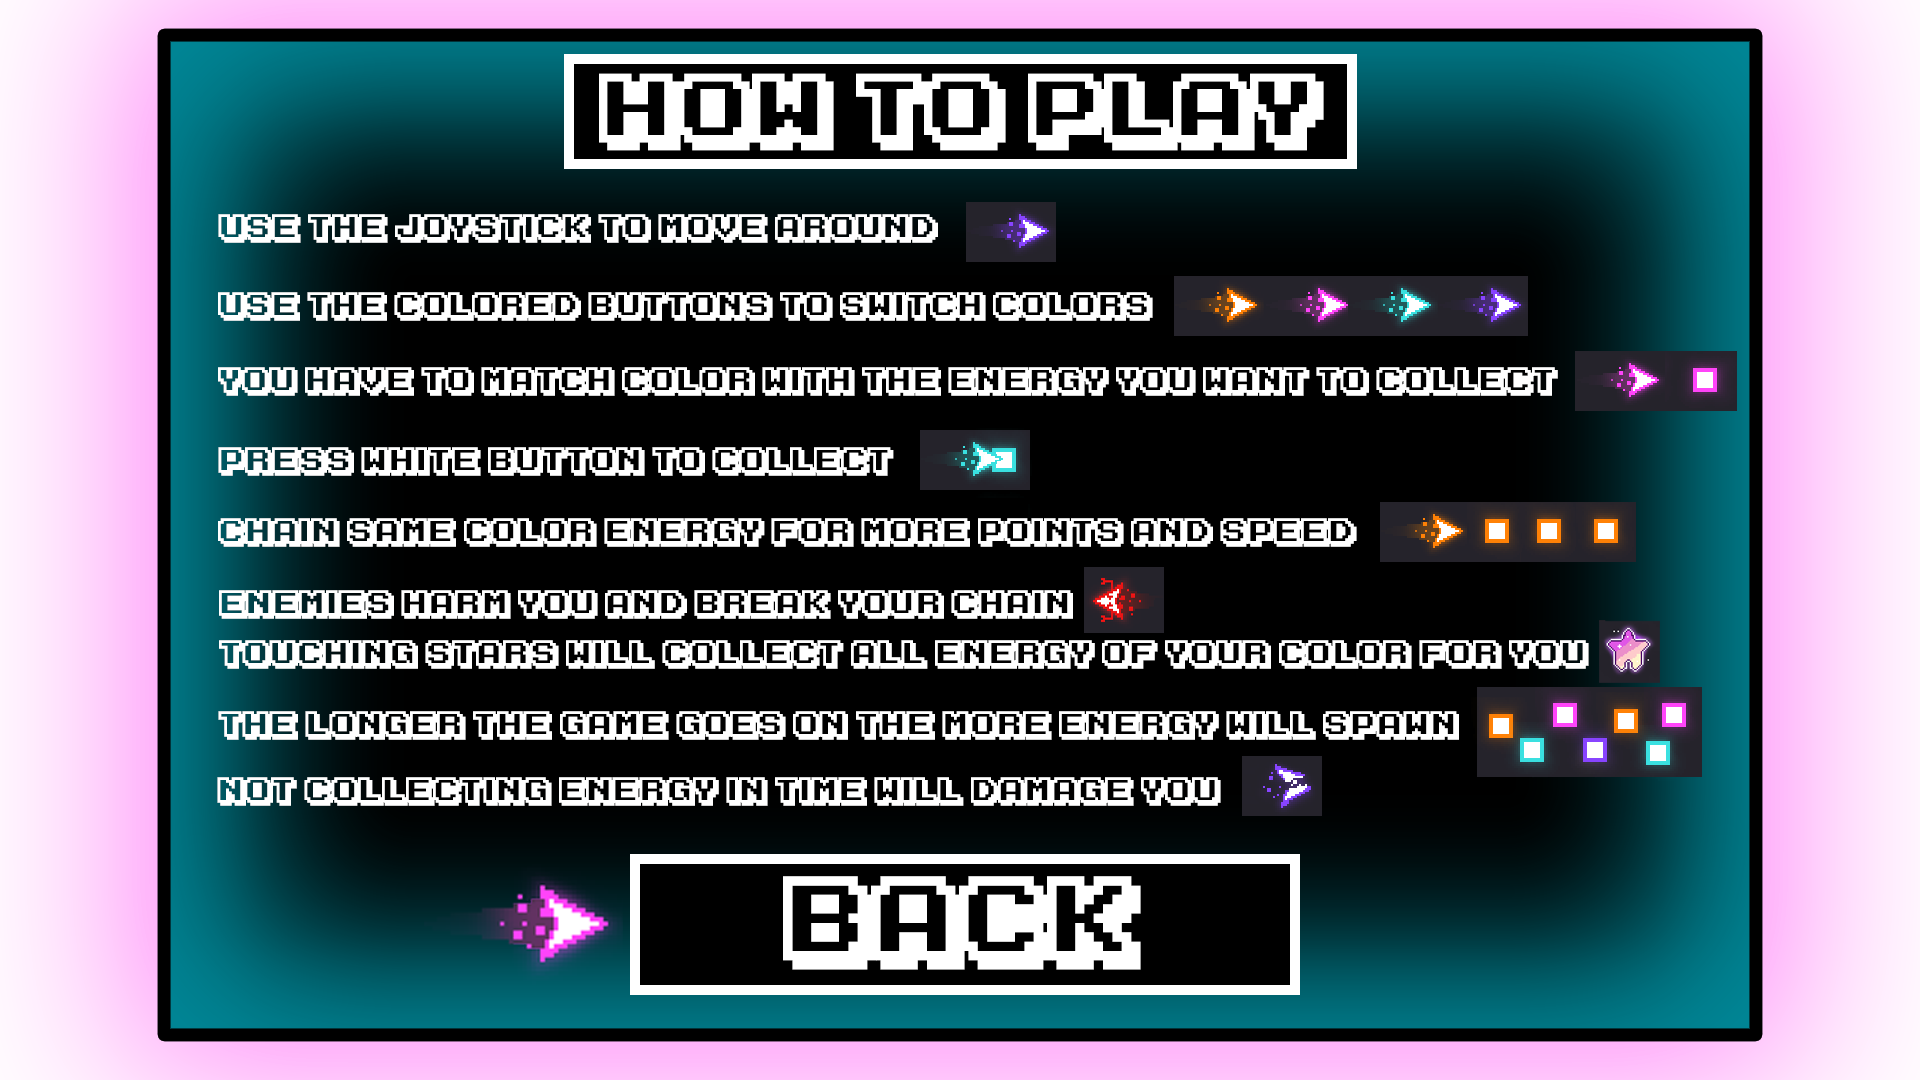 HOW TO PLAY
USE THE JOYSTICK TO MOVE AROUND
USE THE COLORED BUTTONS TO SWITCH COLORS
YOU HAVE TO MATCH COLOR WITH THE ENERGY YOU WANT TO COLLECT
PRESS WHITE BUTTON TO COLLECT
CHAIN SAME COLOR ENERGY FOR MORE POINTS AND SPEED
ENEMIES HARM YOU AND BREAK YOUR CHAIN
TOUCHING STARS WILL COLLECT ALL ENERGY OF YOUR COLOR FOR YOU
THE LONGER THE GAME GOES ON THE MORE ENERGY WILL SPAWN
NOT COLLECTING ENERGY IN TIME WILL DAMAGE YOU
BACK